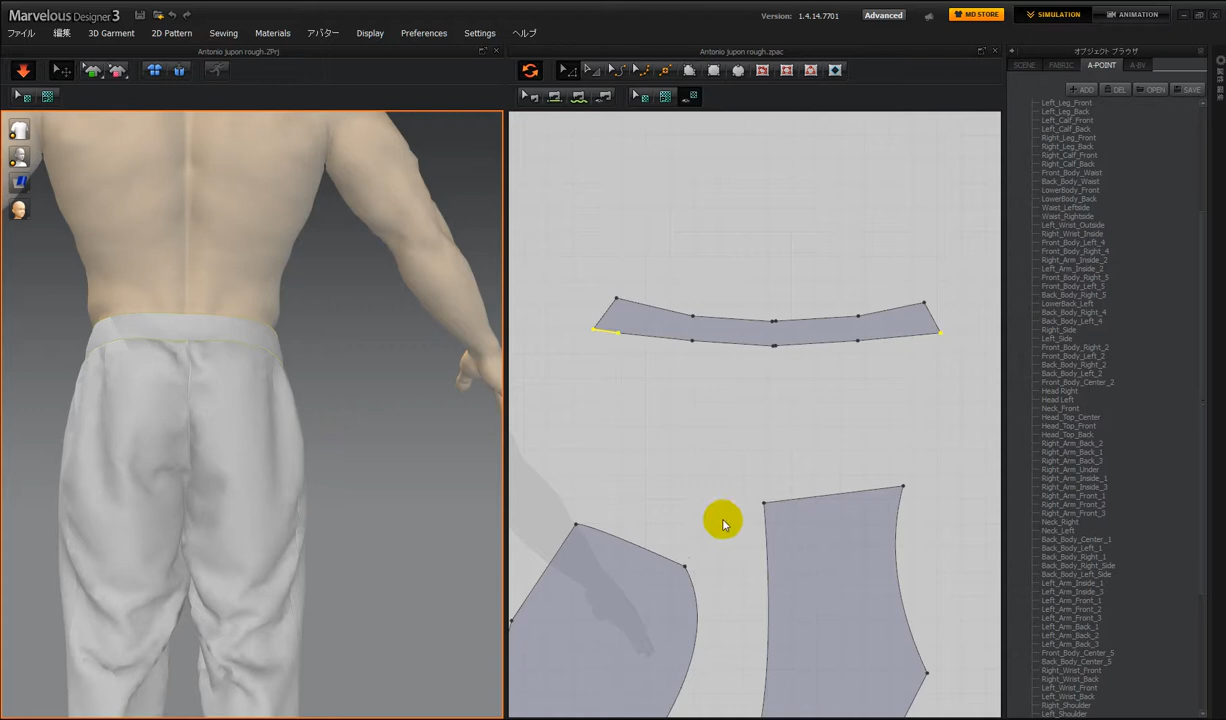 Marvelous Designer 3
Version: 1.4.14.7701
Advanced
MD STORE
SIMULATION
ANIMATION
ファイル
編集
3D Garment
2D Pattern
Sewing
Materials
アバター
Display
Preferences
Settings
ヘルプ
Antonio jupon rough.ZPrj
Antonio jupon rough.zpac
オブジェクト ブラウザ
SCENE
FABRIC
A-POINT
A-BV
ADD
DEL
OPEN
SAVE
Left_Leg_Front
Left_Leg_Back
Left_Calf_Front
Left_Calf_Back
Right_Leg_Front
Right_Leg_Back
Right_Calf_Front
Right_Calf_Back
Front_Body_Waist
Back_Body_Waist
LowerBody_Front
LowerBody_Back
Waist_Leftside
Waist_Rightside
Left_Wrist_Outside
Right_Wrist_Inside
Front_Body_Left_4
Front_Body_Right_4
Right_Arm_Inside_2
Left_Arm_Inside_2
Front_Body_Right_5
Front_Body_Left_5
Back_Body_Right_5
LowerBack_Left
Back_Body_Right_4
Back_Body_Left_4
Right_Side
Left_Side
Front_Body_Right_2
Front_Body_Left_2
Back_Body_Right_2
Back_Body_Left_2
Front_Body_Center_2
Head Right
Head Left
Neck_Front
Head_Top_Center
Head_Top_Front
Head_Top_Back
Right_Arm_Back_2
Right_Arm_Back_1
Right_Arm_Back_3
Right_Arm_Under
Right_Arm_Inside_1
Right_Arm_Inside_3
Right_Arm_Front_1
Right_Arm_Front_2
Right_Arm_Front_3
Neck_Right
Neck_Left
Back_Body_Center_1
Back_Body_Left_1
Back_Body_Right_1
Back_Body_Right_Side
Back_Body_Left_Side
Left_Arm_Inside_1
Left_Arm_Inside_3
Left_Arm_Front_1
Left_Arm_Front_2
Left_Arm_Front_3
Left_Arm_Back_1
Left_Arm_Back_2
Left_Arm_Back_3
Front_Body_Center_5
Back_Body_Center_5
Right_Wrist_Front
Right_Wrist_Back
Left_Wrist_Front
Left_Wrist_Back
Right_Shoulder
Left_Shoulder